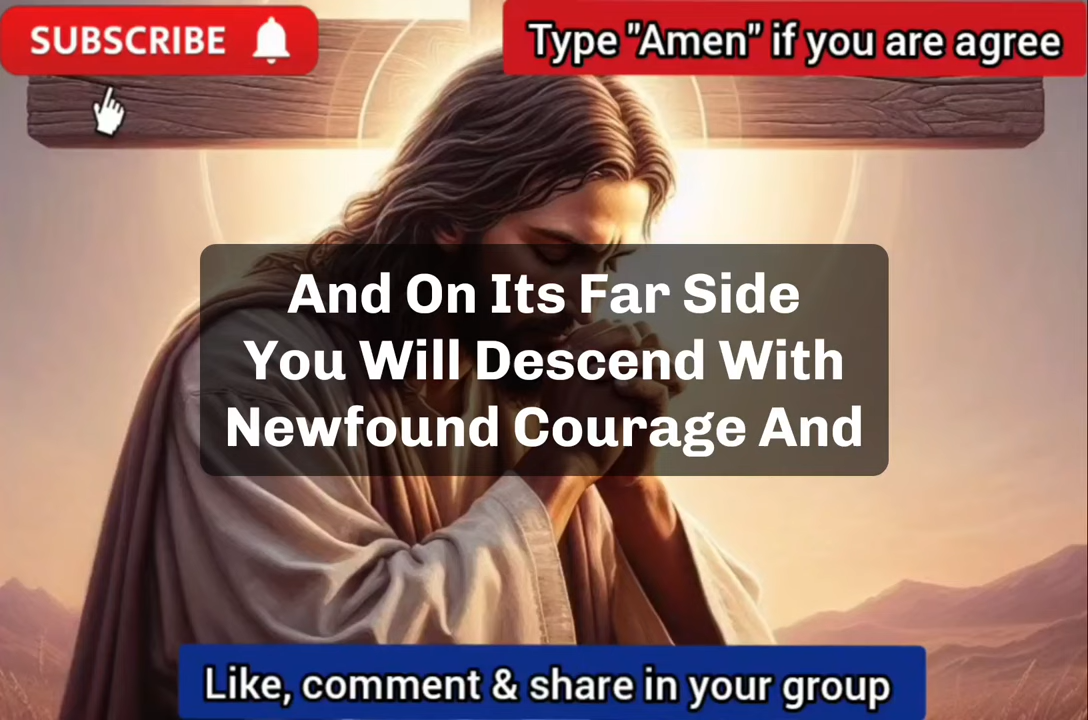 SUBSCRIBE
Type "Amen" if you are agree
And On Its Far Side
You Will Descend With
Newfound Courage And
Like, comment & share in your group